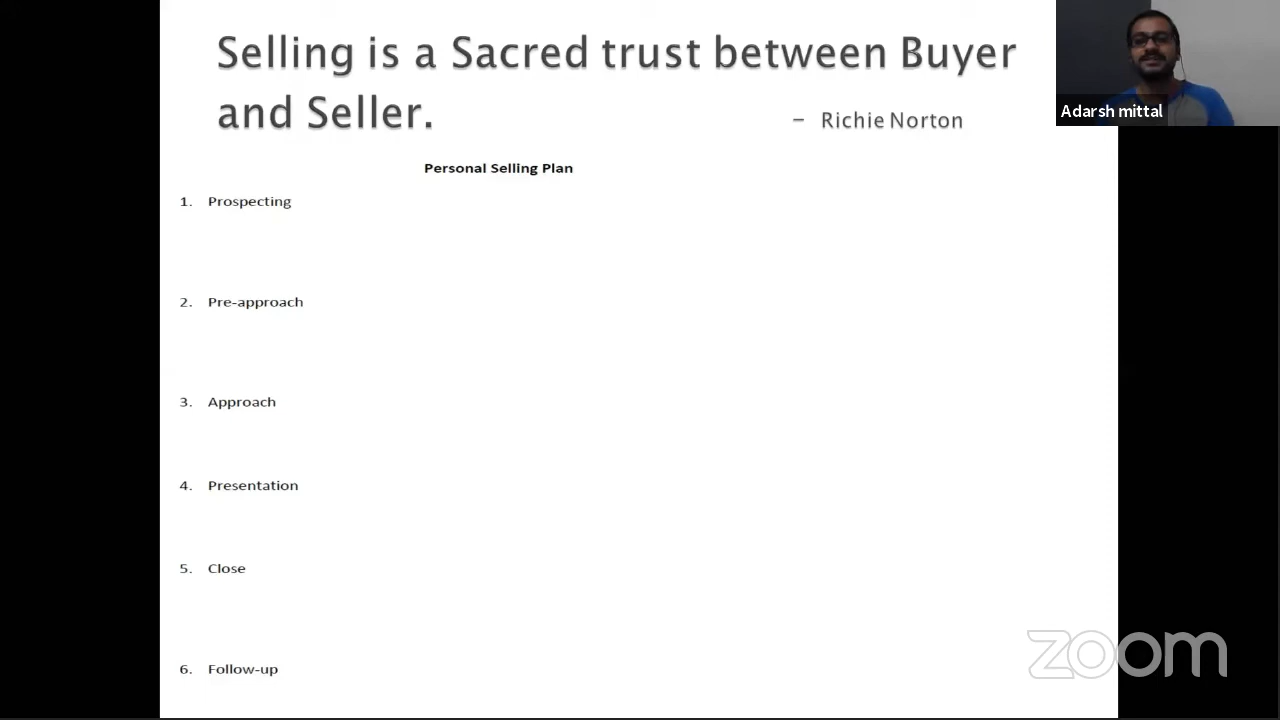 Selling is a Sacred trust between Buyer
and Seller.
– Richie Norton
Adarsh mittal
Personal Selling Plan
1. Prospecting
2. Pre-approach
3. Approach
4. Presentation
5. Close
6. Follow-up
zoom